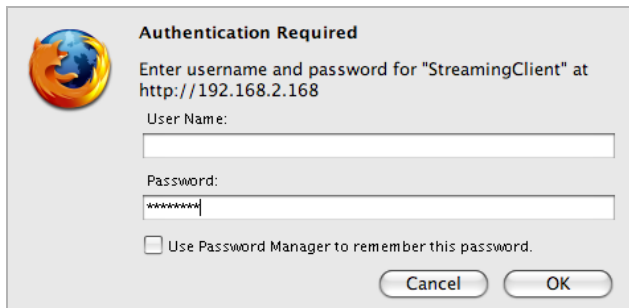 Authentication Required
Enter username and password for "StreamingClient" at
http://192.168.2.168
User Name:
Password:
********
Use Password Manager to remember this password.
Cancel OK